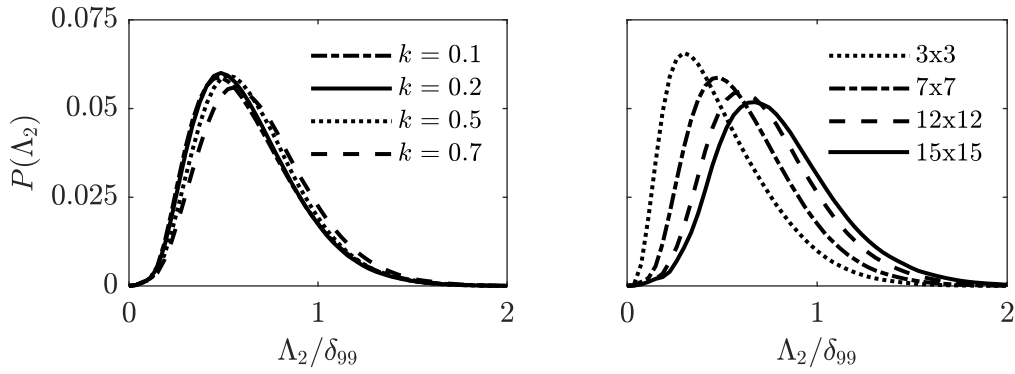 P(Λ₂)
0.075
0.05
0.025
0
k = 0.1
k = 0.2
k = 0.5
k = 0.7
0 1 2
Λ₂/δ₉₉
3x3
7x7
12x12
15x15
0 1 2
Λ₂/δ₉₉